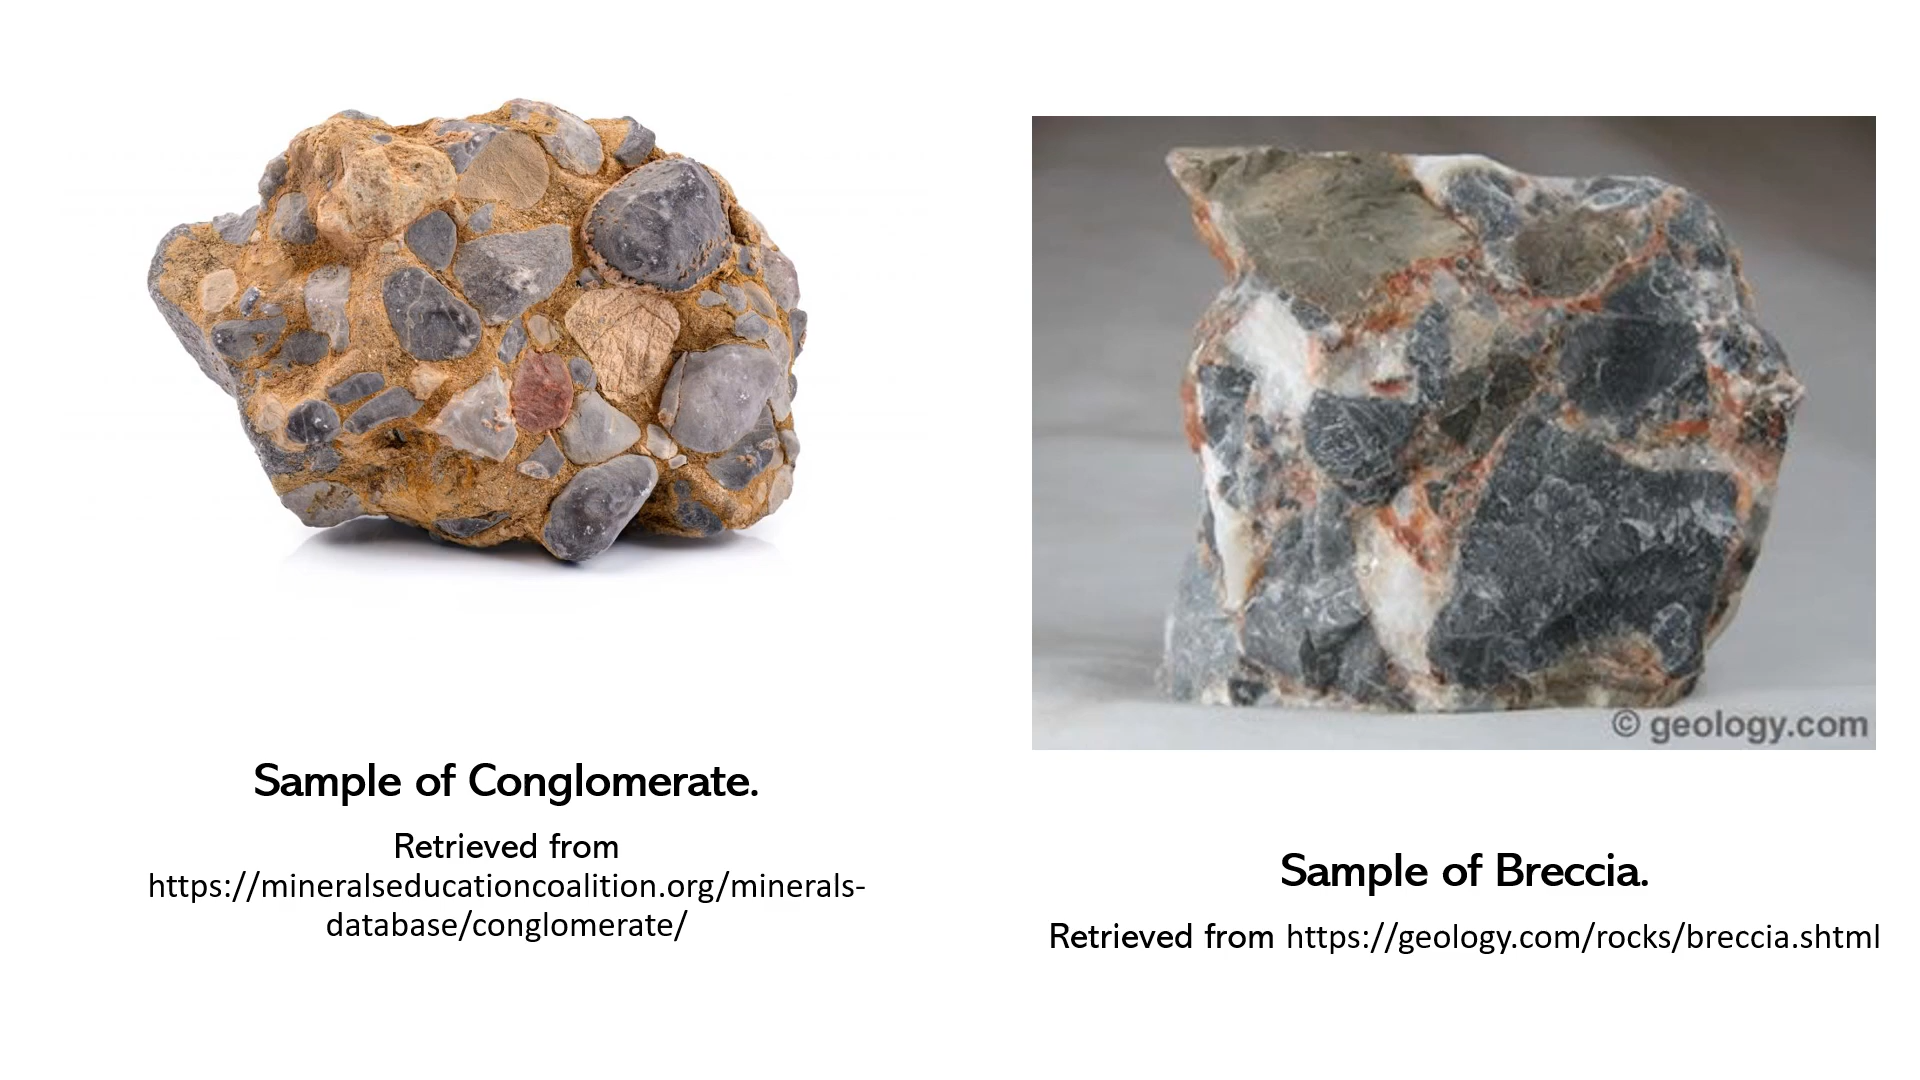 © geology.com
Sample of Conglomerate.
Retrieved from
https://mineralseducationcoalition.org/minerals-
database/conglomerate/
Sample of Breccia.
Retrieved from https://geology.com/rocks/breccia.shtml